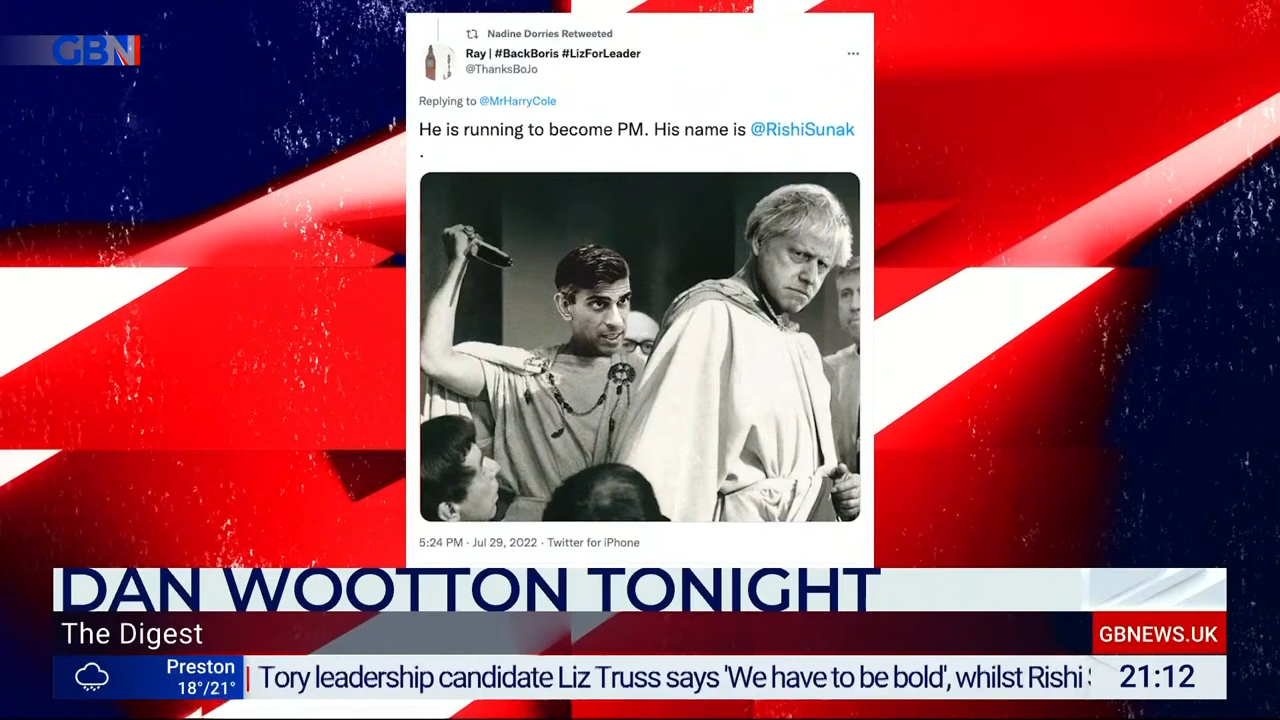 GBN
Nadine Dorries Retweeted
Ray | #BackBoris #LizForLeader
@ThanksBoJo
Replying to @MrHarryCole
He is running to become PM. His name is @RishiSunak
.
5:24 PM · Jul 29, 2022 · Twitter for iPhone
DAN WOOTTON TONIGHT
The Digest
GBNEWS.UK
Preston
18°/21°
Tory leadership candidate Liz Truss says 'We have to be bold', whilst Rishi
21:12